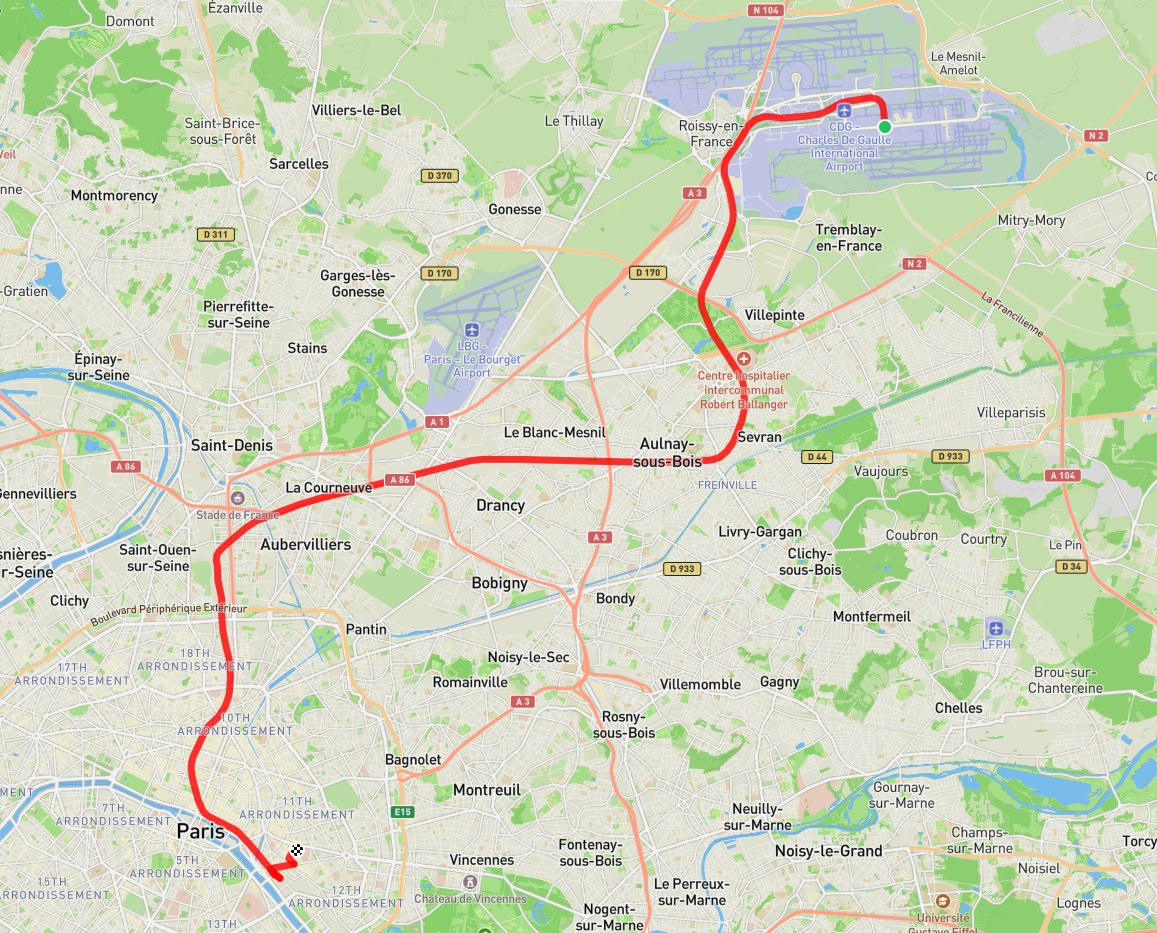 Domont
Ézanville
N 104
Le Mesnil-
Amelot
Villiers-le-Bel
Saint-Brice-
sous-Forêt
Le Thillay
Roissy-en-
France
CDG -
Charles De Gaulle
International
Airport
N 2
Sarcelles
D 370
A 3
Montmorency
Gonesse
Mitry-Mory
D 311
Tremblay-
en-France
Garges-lès-
Gonesse
D 170
D 170
N 2
-Gratien
Pierrefitte-
sur-Seine
La Francilienne
Villepinte
LBG -
Paris – Le Bourget
Airport
Stains
Épinay-
sur-Seine
Centre hospitalier
intercommunal
Robert Ballanger
Villeparisis
A 1
Saint-Denis
Le Blanc-Mesnil
Aulnay-
sous-Bois
Sevran
D 44
D 933
Vaujours
A 86
A 104
La Courneuve
A 86
FREINVILLE
Gennevilliers
Stade de France
Drancy
Livry-Gargan
Coubron
Courtry
Le Pin
Aubervilliers
A 3
Saint-Ouen-
sur-Seine
snières-
r-Seine
Clichy-
sous-Bois
D 933
D 34
Bobigny
Clichy
Boulevard Périphérique Extérieur
Bondy
Montfermeil
Pantin
LFPH
18TH
ARRONDISSEMENT
17TH
ARRONDISSEMENT
Noisy-le-Sec
Romainville
Villemomble
Gagny
Brou-sur-
Chantereine
A 3
Chelles
10TH
ARRONDISSEMENT
Rosny-
sous-Bois
Bagnolet
Montreuil
Gournay-
sur-Marne
MENT
7TH
ARRONDISSEMENT
11TH
ARRONDISSEMENT
E15
Neuilly-
sur-Marne
Paris
Champs-
sur-Marne
Torcy
Noisy-le-Grand
5TH
ARRONDISSEMENT
Vincennes
Fontenay-
sous-Bois
Noisiel
15TH
ARRONDISSEMENT
12TH
ARRONDISSEMENT
Château de Vincennes
Le Perreux-
sur-Marne
Lognes
13TH
Nogent-
sur-Marne
Université
Gustave Eiffel